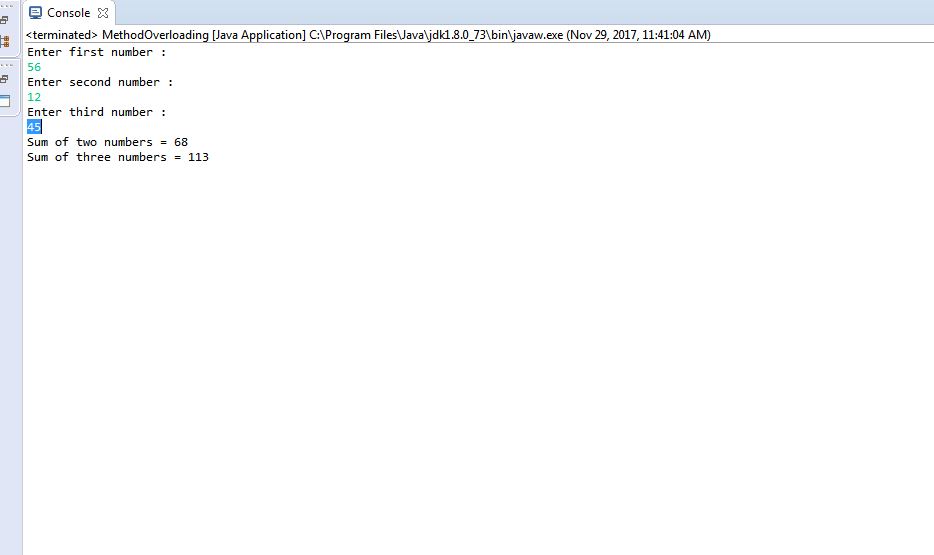 Console
<terminated> MethodOverloading [Java Application] C:\Program Files\Java\jdk1.8.0_73\bin\javaw.exe (Nov 29, 2017, 11:41:04 AM)
Enter first number :
56
Enter second number :
12
Enter third number :
45
Sum of two numbers = 68
Sum of three numbers = 113